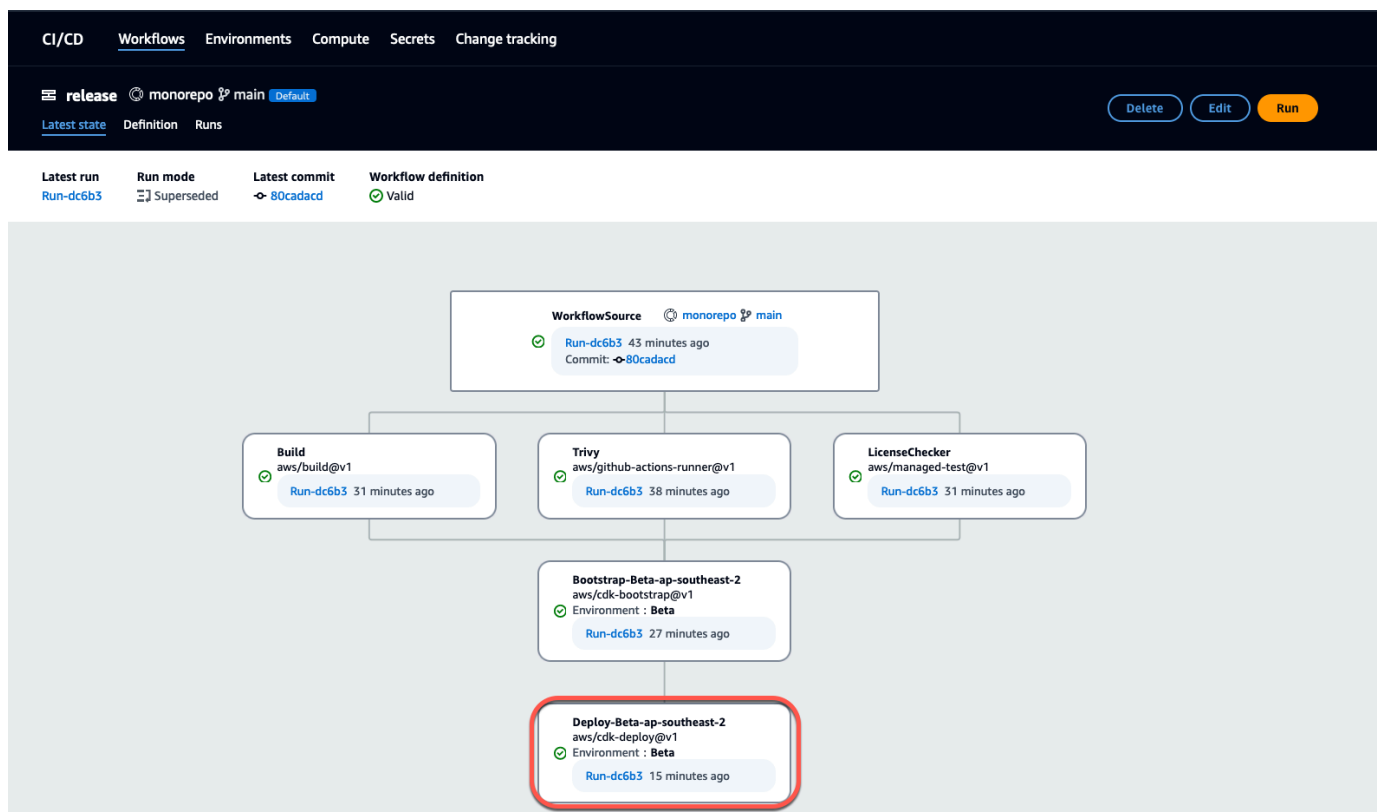 CI/CD Workflows Environments Compute Secrets Change tracking
release monorepo main Default
Delete Edit Run
Latest state Definition Runs
Latest run Run mode Latest commit Workflow definition
Run-dc6b3 Superseded 80cadacd Valid
WorkflowSource monorepo main
Run-dc6b3 43 minutes ago
Commit: 80cadacd
Build
aws/build@v1
Run-dc6b3 31 minutes ago
Trivy
aws/github-actions-runner@v1
Run-dc6b3 38 minutes ago
LicenseChecker
aws/managed-test@v1
Run-dc6b3 31 minutes ago
Bootstrap-Beta-ap-southeast-2
aws/cdk-bootstrap@v1
Environment : Beta
Run-dc6b3 27 minutes ago
Deploy-Beta-ap-southeast-2
aws/cdk-deploy@v1
Environment : Beta
Run-dc6b3 15 minutes ago